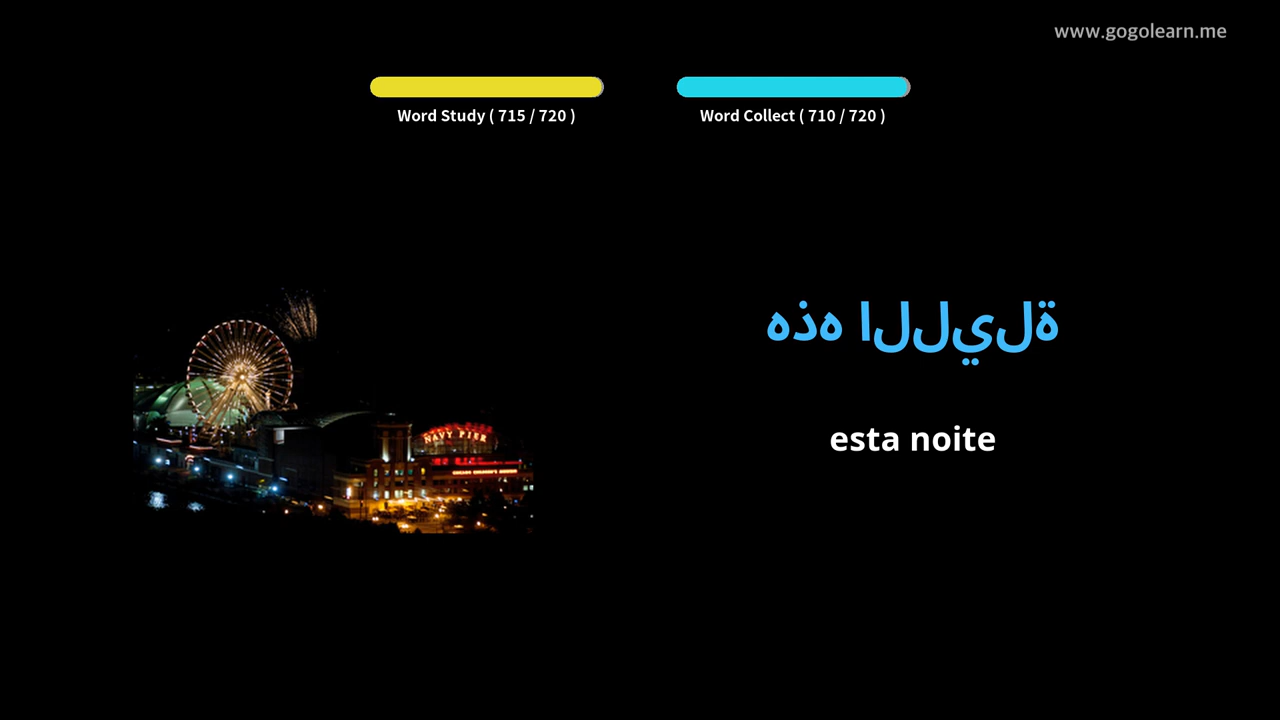 www.gogolearn.me
Word Study ( 715 / 720 )
Word Collect ( 710 / 720 )
هذه الليلة
esta noite
NAVY PIER